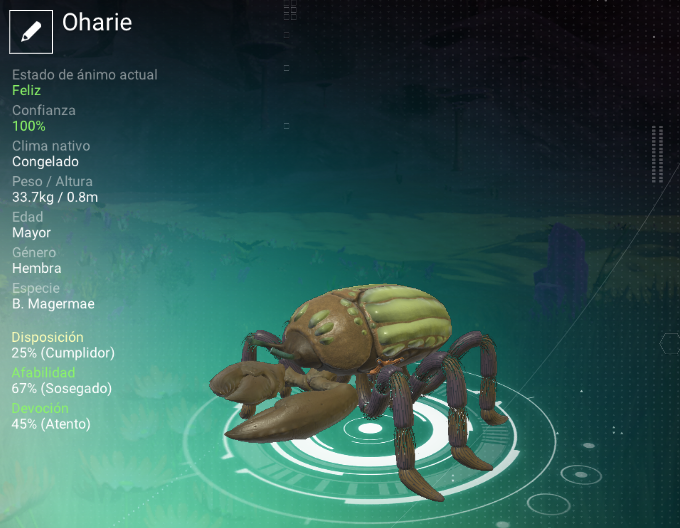 Oharie
Estado de ánimo actual
Feliz
Confianza
100%
Clima nativo
Congelado
Peso / Altura
33.7kg / 0.8m
Edad
Mayor
Género
Hembra
Especie
B. Magermae
Disposición
25% (Cumplidor)
Afabilidad
67% (Sosegado)
Devoción
45% (Atento)